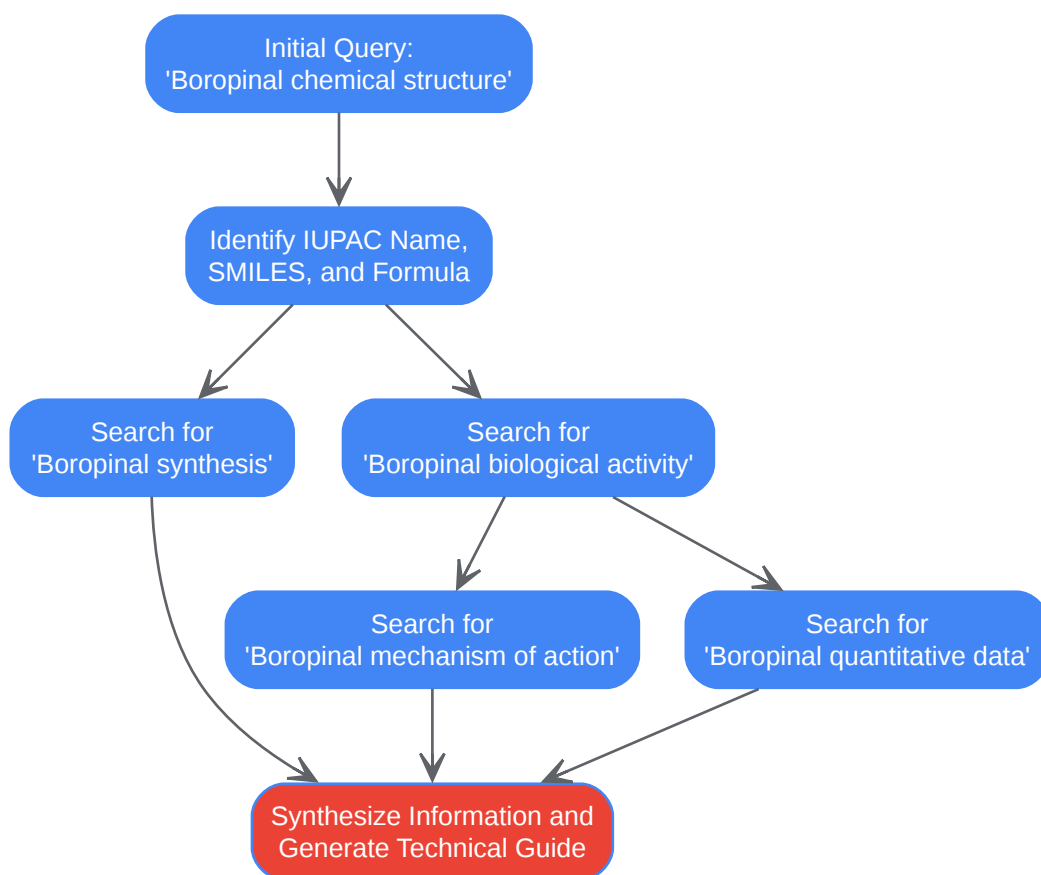 Initial Query:
'Boropinal chemical structure'
Identify IUPAC Name,
SMILES, and Formula
Search for
'Boropinal synthesis'
Search for
'Boropinal biological activity'
Search for
'Boropinal mechanism of action'
Search for
'Boropinal quantitative data'
Synthesize Information and
Generate Technical Guide